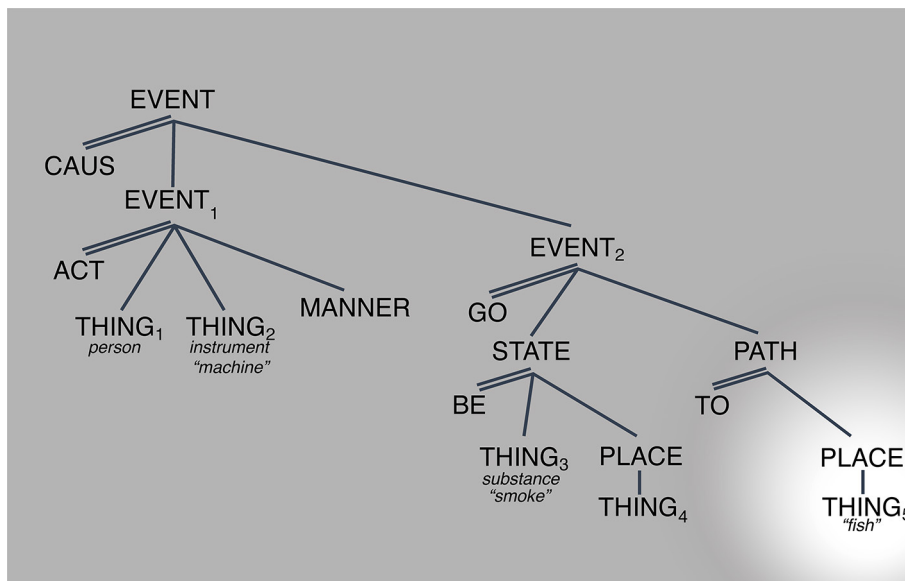 EVENT
CAUS
EVENT1
ACT
EVENT2
THING1
person
THING2
instrument
"machine"
MANNER
GO
STATE
PATH
BE
TO
THING3
substance
"smoke"
PLACE
THING4
PLACE
THING5
"fish"